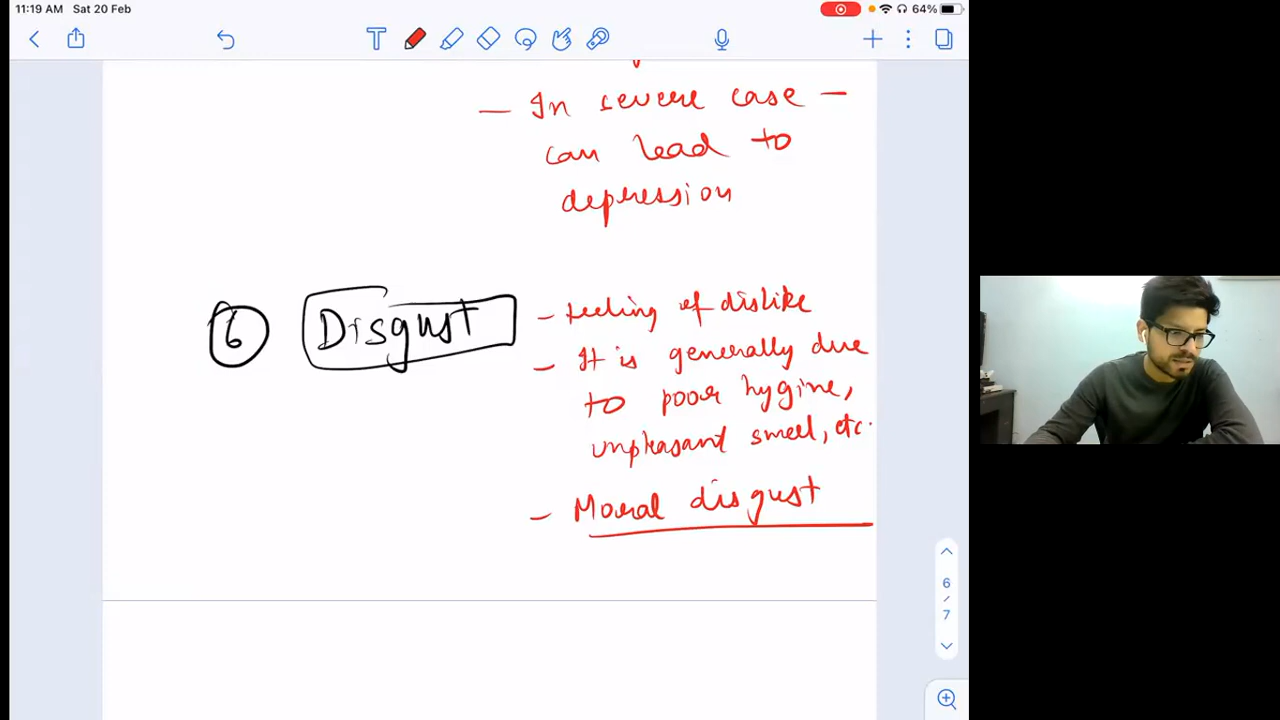 11:19 AM Sat 20 Feb
64%
— In severe case —
can lead to
depression
6 Disgust
- feeling of dislike
- It is generally due
to poor hygine,
unpleasant smell, etc.
- Moral disgust
6
/
7